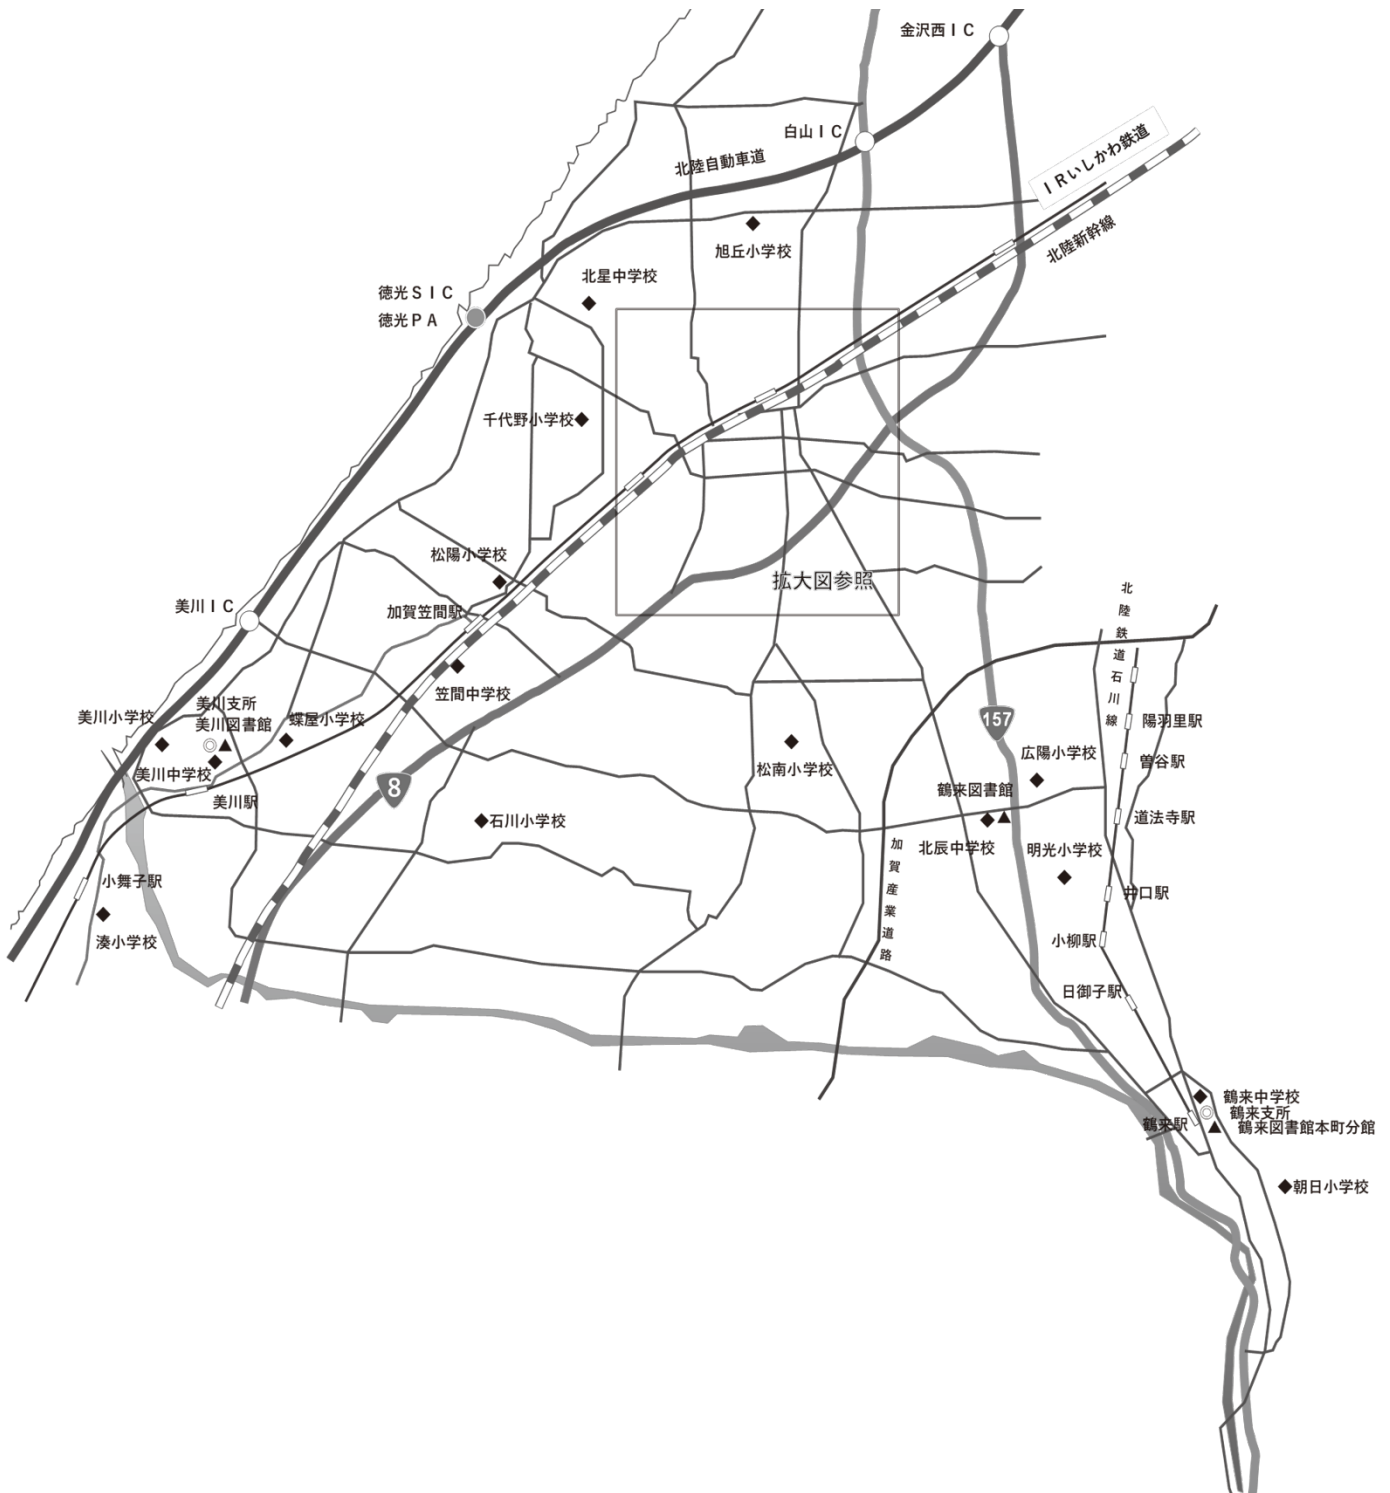 金沢西ＩＣ
白山ＩＣ
北陸自動車道
ＩＲいしかわ鉄道
北陸新幹線
旭丘小学校
北星中学校
徳光ＳＩＣ
徳光ＰＡ
千代野小学校
松陽小学校
拡大図参照
加賀笠間駅
美川ＩＣ
北陸鉄道石川線
笠間中学校
美川支所
美川小学校
美川図書館
蝶屋小学校
157
陽羽里駅
広陽小学校
曽谷駅
松南小学校
美川中学校
8
美川駅
鶴来図書館
道法寺駅
石川小学校
北辰中学校
明光小学校
加賀産業道路
小舞子駅
井口駅
湊小学校
小柳駅
日御子駅
鶴来中学校
鶴来支所
鶴来駅
鶴来図書館本町分館
朝日小学校